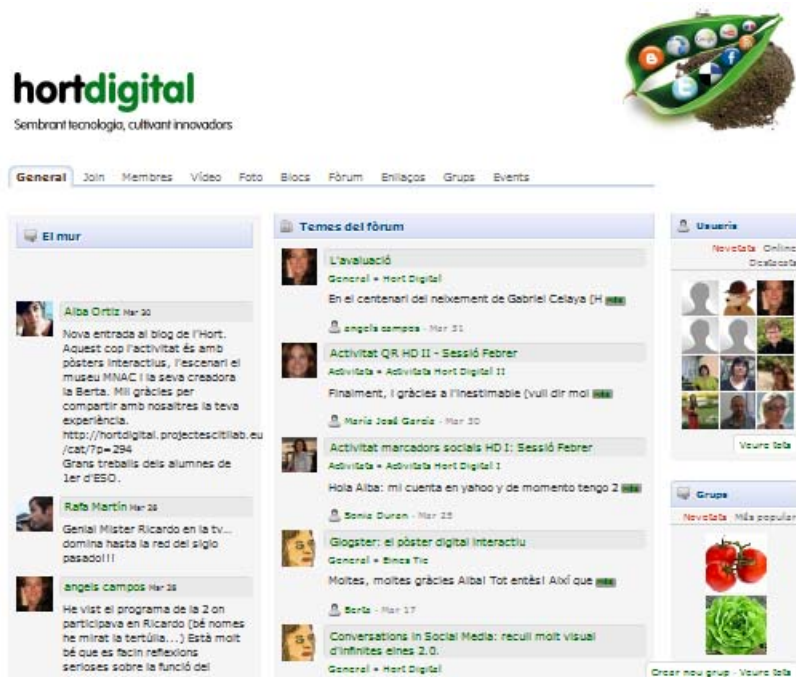 hortdigital
Sembrant tecnologia, cultivant innovadors
General Join Membres Vídeo Foto Blocs Fòrum Enllaços Grups Events
El mur
Alba Ortiz Mar 30
Nova entrada al blog de l'Hort.
Aquest cop l'activitat és amb
pòsters interactius, l'escenari el
museu MNAC i la seva creadora
la Berta. Mil gràcies per
compartir amb nosaltres la teva
experiència.
http://hortdigital.projectescitilab.eu
/cat/?p=294
Grans treballs dels alumnes de
1er d'ESO.
Rafa Martín Mar 28
Genial Mister Ricardo en la tv...
domina hasta la red del siglo
pasado!!!
angels campos Mar 28
He vist el programa de la 2 on
participava en Ricardo (bé nomes
he mirat la tertúlia...) Està molt
bé que es facin reflexions
serioses sobre la funció del
Temes del fòrum
L'avaluació
General » Hort Digital
En el centenari del neixement de Gabriel Celaya (H més
angels campos - Mar 31
Activitat QR HD II - Sessió Febrer
Activitats » Activitats Hort Digital II
Finalment, i gràcies a l'inestimable (vull dir mol més
María José García - Mar 30
Activitat marcadors socials HD I: Sessió Febrer
Activitats » Activitats Hort Digital I
Hola Alba: mi cuenta en yahoo y de momento tengo 2 més
Sonia Duran - Mar 25
Glogster: el pòster digital interactiu
General » Eines Tic
Moltes, moltes gràcies Alba! Tot entès! Així que més
Berta - Mar 17
Conversations in Social Media: recull molt visual
d'infinites eines 2.0.
General » Hort Digital
Usuaris
Novetats Online
Destacats
Veure tots
Grups
Novetats Més popular
Crear nou grup - Veure tots